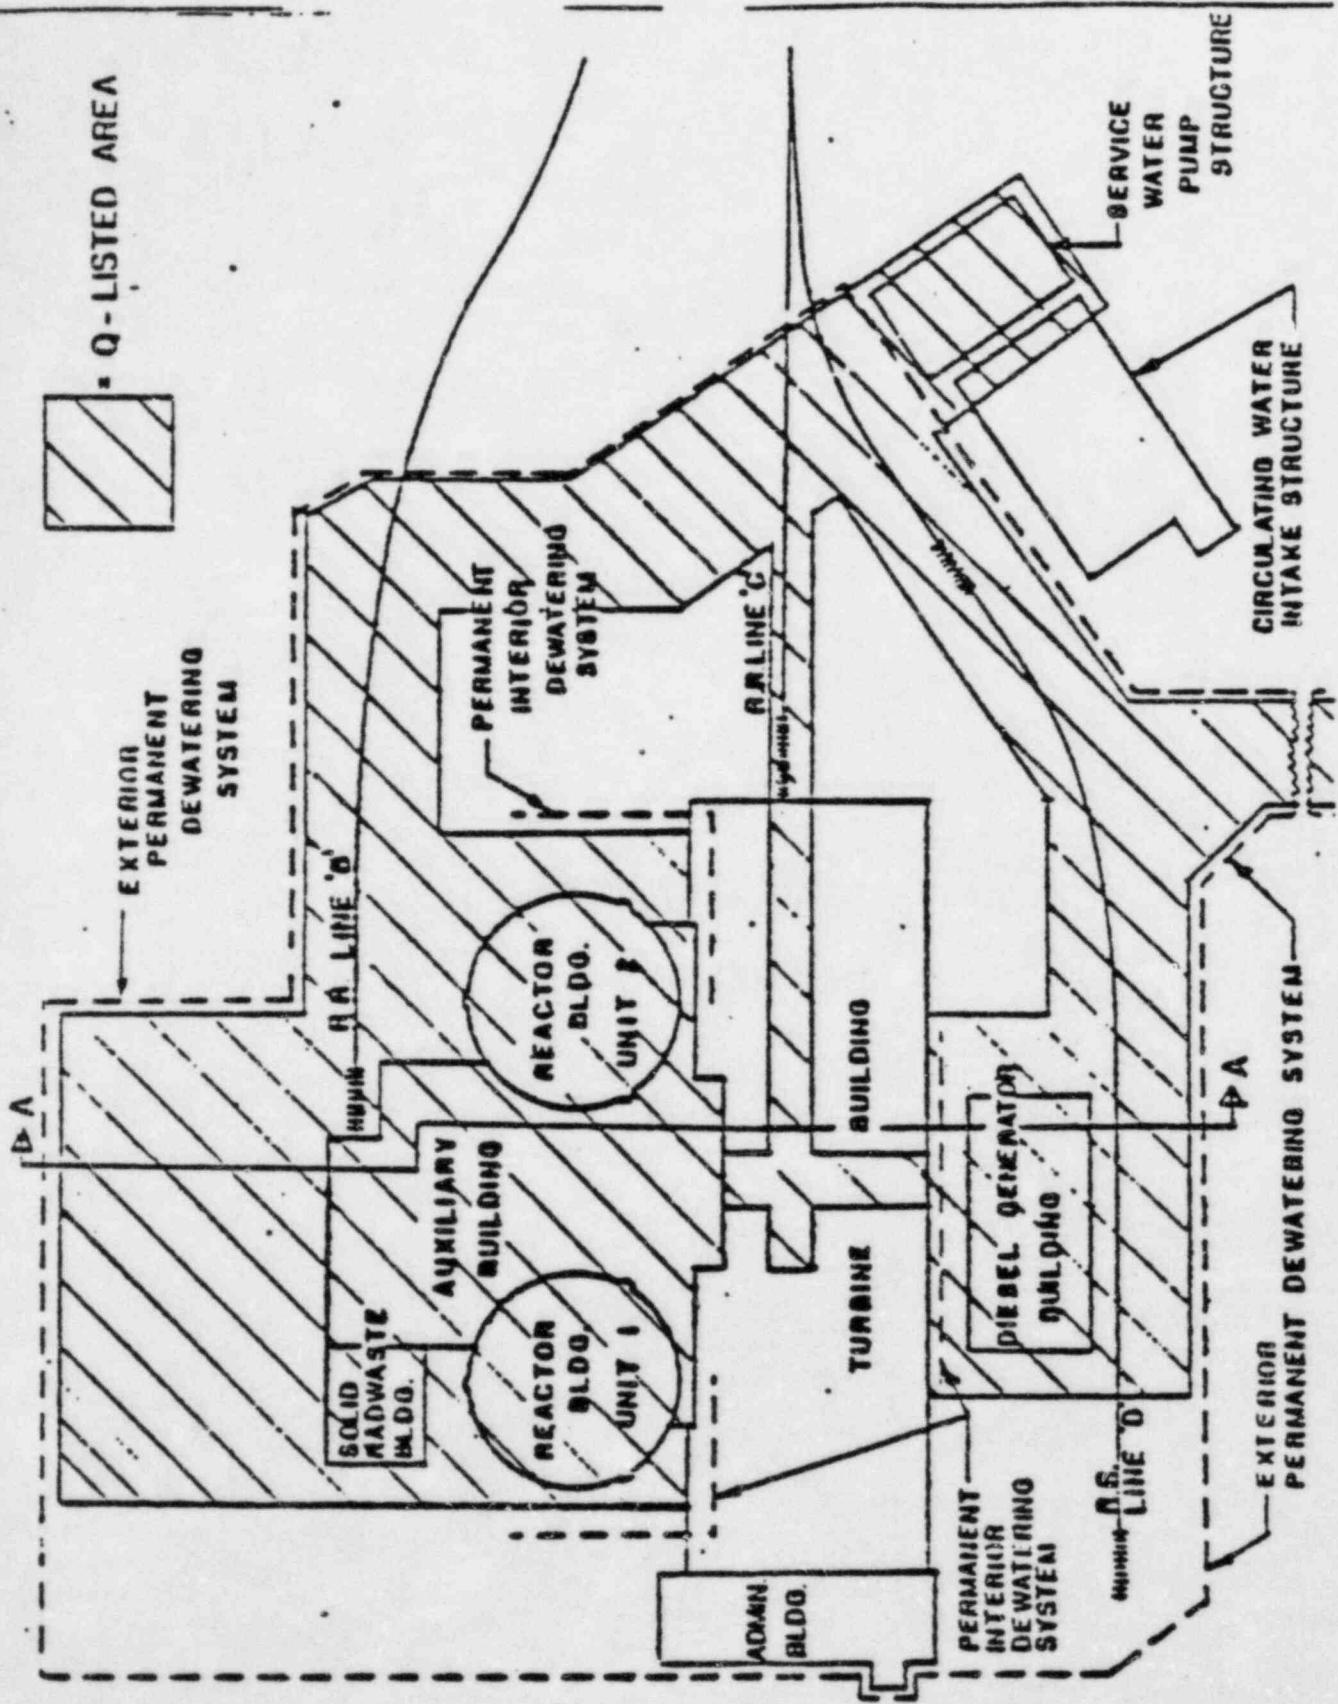 = Q-LISTED AREA
EXTERIOR
PERMANENT
DEWATERING
SYSTEM
A
R R LINE 'B'
PERMANENT
INTERIOR
DEWATERING
SYSTEM
R.R LINE 'C'
SERVICE
WATER
PUMP
STRUCTURE
CIRCULATING WATER
INTAKE STRUCTURE
SOLID
RADWASTE
BLDG.
AUXILIARY
BUILDING
REACTOR
BLDG
UNIT 1
REACTOR
BLDG.
UNIT 2
TURBINE BUILDING
ADMN.
BLDG.
DIESEL GENERATOR
BUILDING
A
PERMANENT
INTERIOR
DEWATERING
SYSTEM
R.R.
LINE 'D'
EXTERIOR
PERMANENT DEWATERING SYSTEM